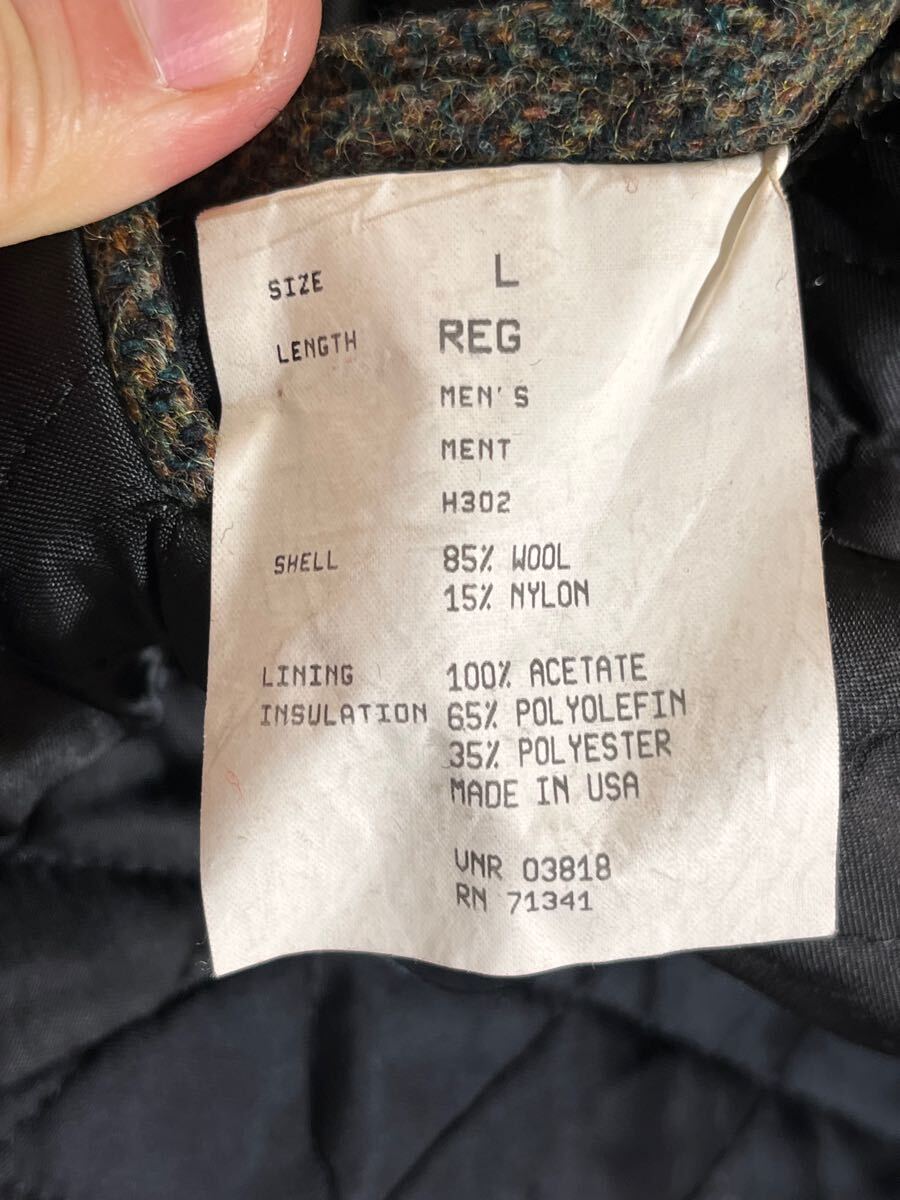 SIZE L
LENGTH REG
MEN'S
MENT
H302
SHELL 85% WOOL
15% NYLON
LINING 100% ACETATE
INSULATION 65% POLYOLEFIN
35% POLYESTER
MADE IN USA
VNR 03818
RN 71341